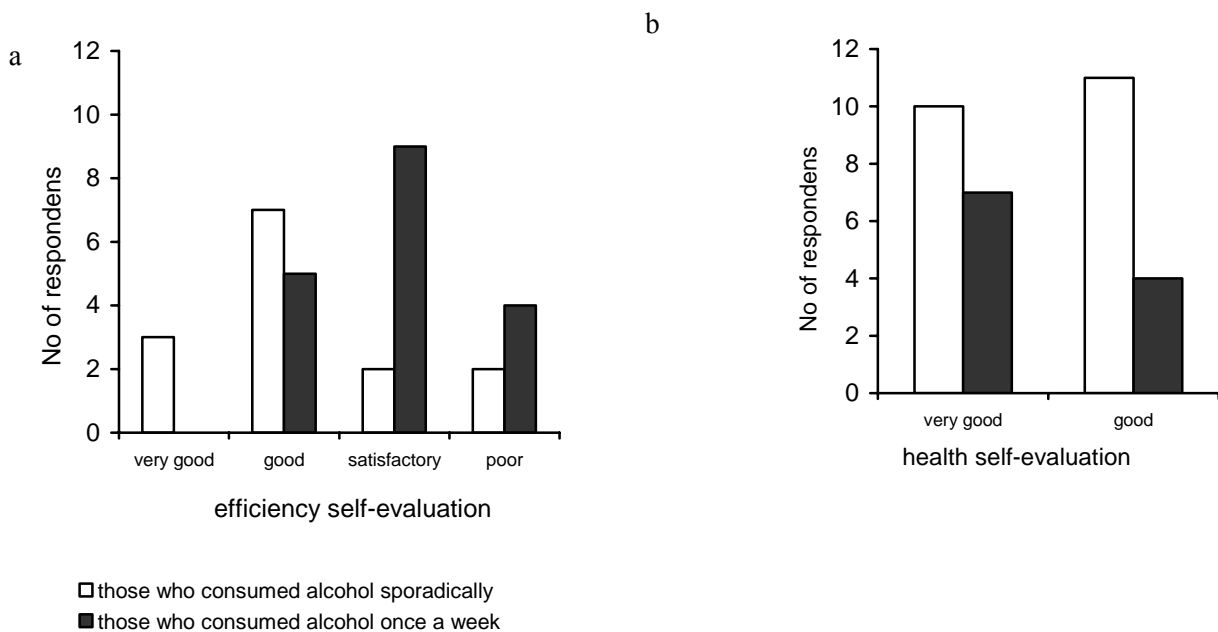 a
12
10
8
6
4
2
0
No of respondens
very good good satisfactory poor
efficiency self-evaluation
b
12
10
8
6
4
2
0
No of respondens
very good good
health self-evaluation
those who consumed alcohol sporadically
those who consumed alcohol once a week